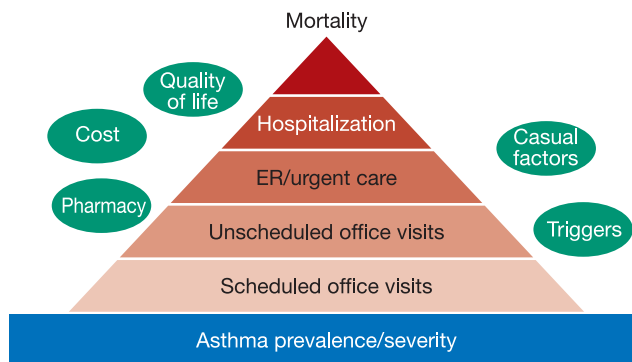 Mortality
Quality
of life
Cost
Hospitalization
Casual
factors
ER/urgent care
Pharmacy
Unscheduled office visits
Triggers
Scheduled office visits
Asthma prevalence/severity